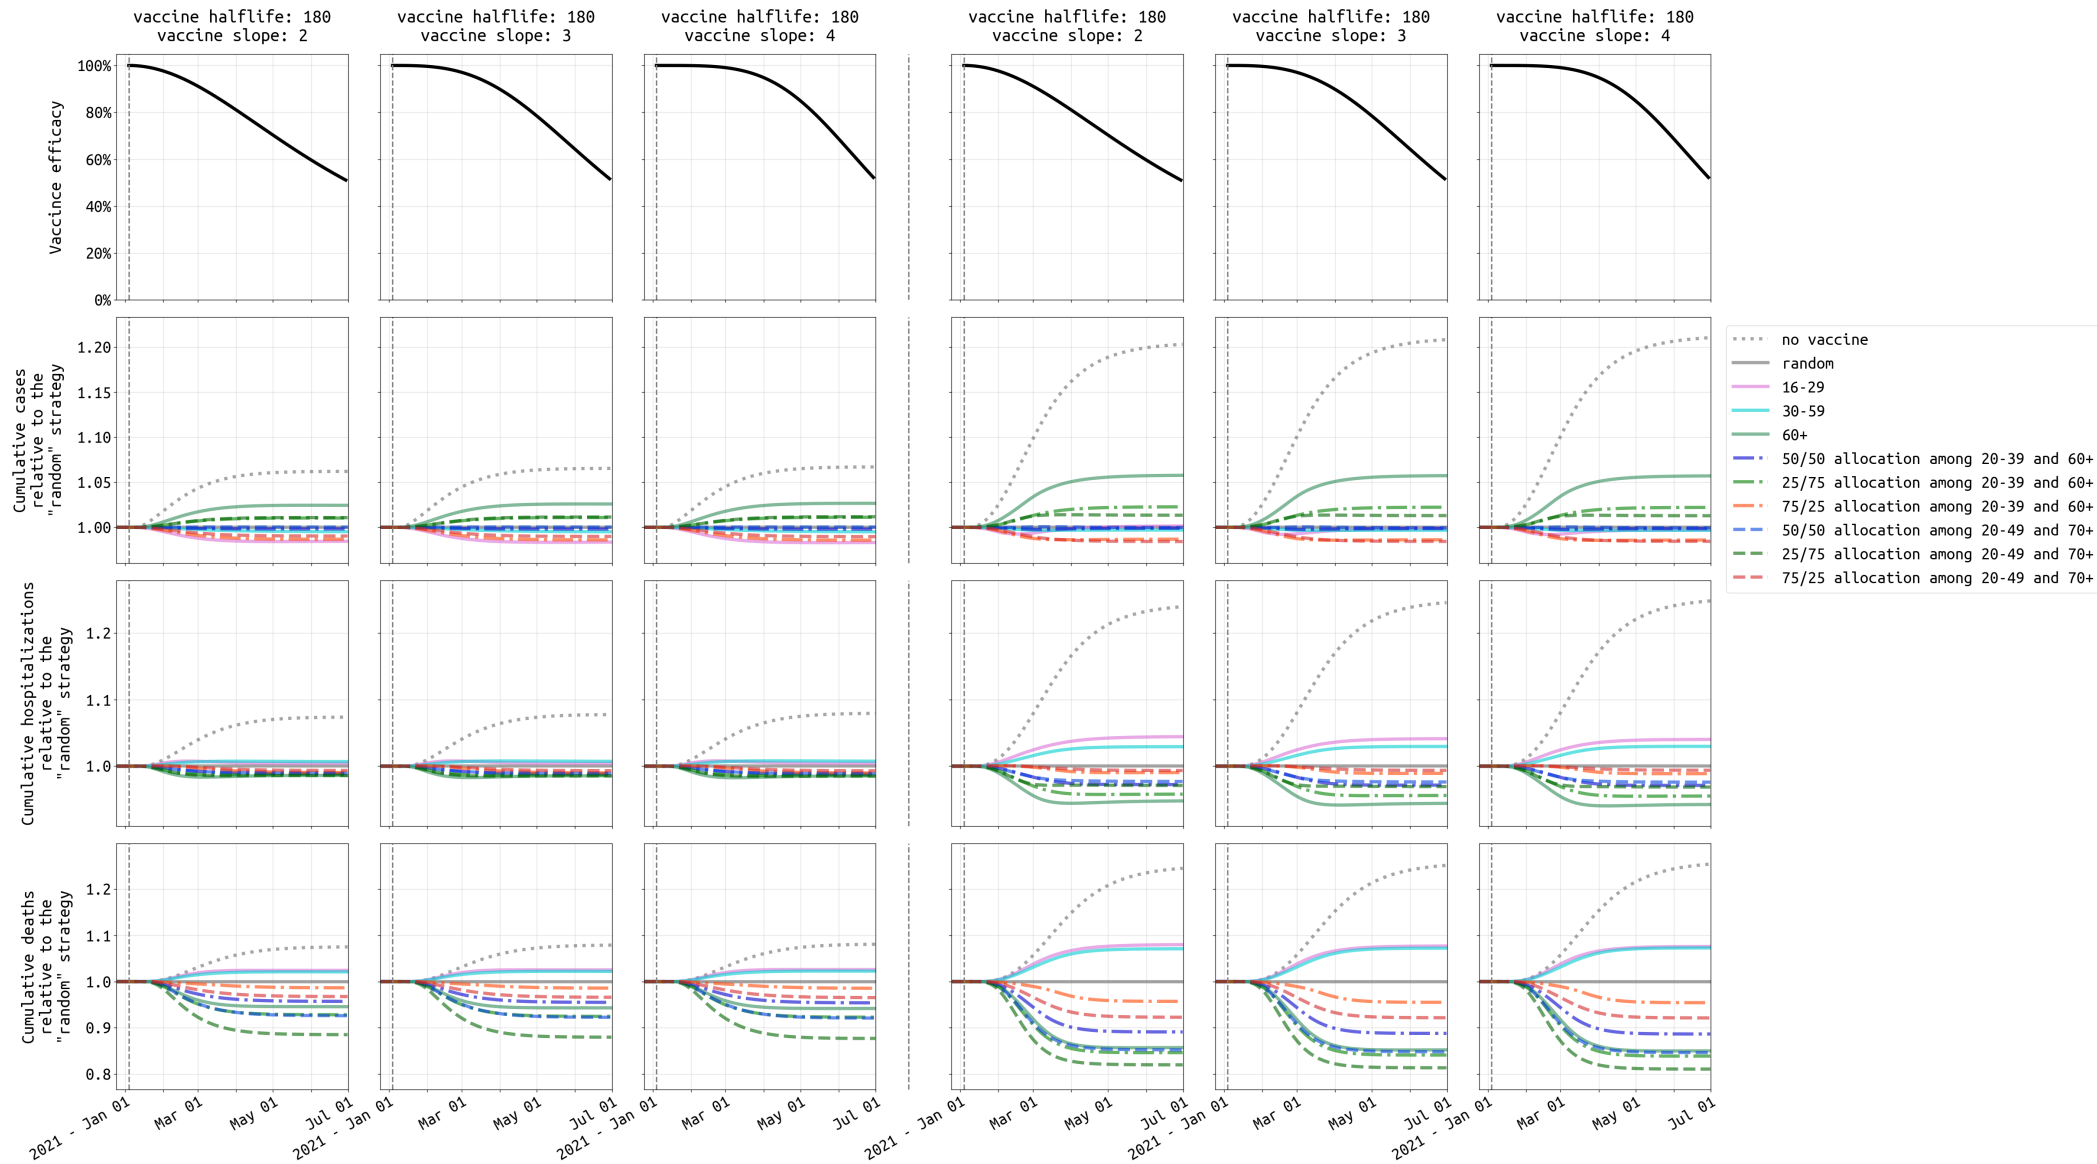 vaccine halflife: 180
vaccine slope: 2
vaccine halflife: 180
vaccine slope: 3
vaccine halflife: 180
vaccine slope: 4
vaccine halflife: 180
vaccine slope: 2
vaccine halflife: 180
vaccine slope: 3
vaccine halflife: 180
vaccine slope: 4
Vaccince efficacy
100%
80%
60%
40%
20%
0%
Cumulative cases
relative to the
"random" strategy
1.20
1.15
1.10
1.05
1.00
no vaccine
random
16-29
30-59
60+
50/50 allocation among 20-39 and 60+
25/75 allocation among 20-39 and 60+
75/25 allocation among 20-39 and 60+
50/50 allocation among 20-49 and 70+
25/75 allocation among 20-49 and 70+
75/25 allocation among 20-49 and 70+
Cumulative hospitalizations
relative to the
"random" strategy
1.2
1.1
1.0
Cumulative deaths
relative to the
"random" strategy
1.2
1.1
1.0
0.9
0.8
2021 - Jan 01
Mar 01
May 01
Jul 01
2021 - Jan 01
Mar 01
May 01
Jul 01
2021 - Jan 01
Mar 01
May 01
Jul 01
2021 - Jan 01
Mar 01
May 01
Jul 01
2021 - Jan 01
Mar 01
May 01
Jul 01
2021 - Jan 01
Mar 01
May 01
Jul 01